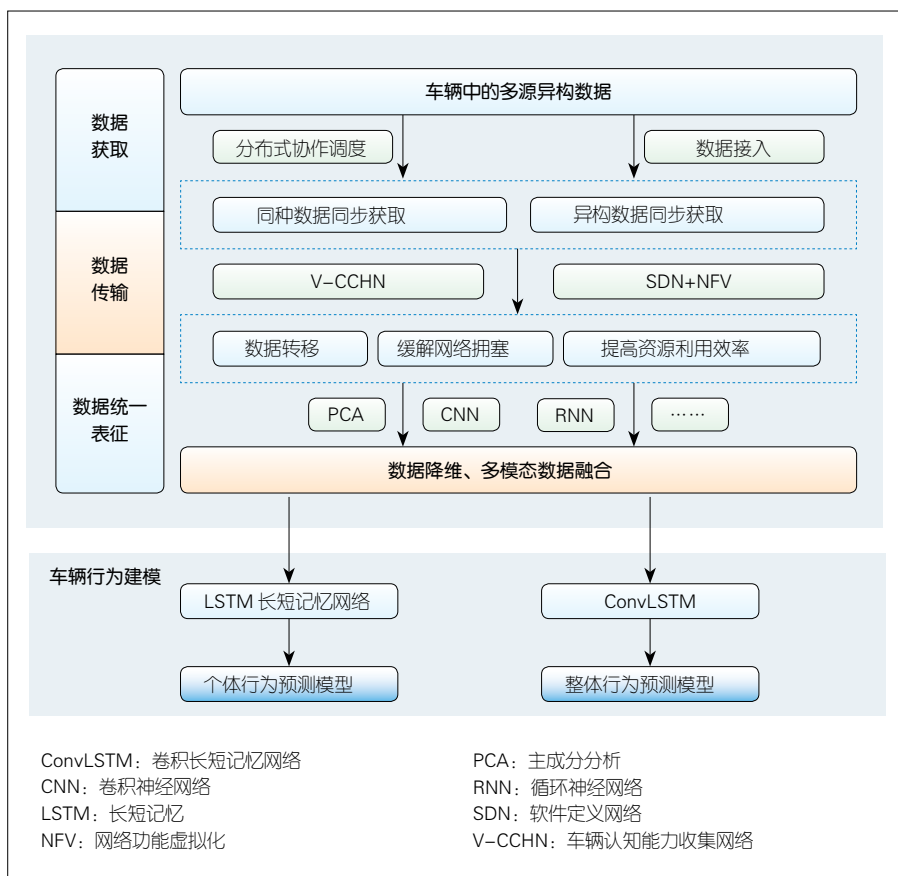 数据
获取
车辆中的多源异构数据
分布式协作调度
数据接入
同种数据同步获取
异构数据同步获取
数据
传输
V-CCHN
SDN+NFV
数据转移
缓解网络拥塞
提高资源利用效率
数据统一
表征
PCA
CNN
RNN
……
数据降维、多模态数据融合
车辆行为建模
LSTM 长短记忆网络
ConvLSTM
个体行为预测模型
整体行为预测模型
ConvLSTM：卷积长短记忆网络
CNN：卷积神经网络
LSTM：长短记忆
NFV：网络功能虚拟化
PCA：主成分分析
RNN：循环神经网络
SDN：软件定义网络
V-CCHN：车辆认知能力收集网络